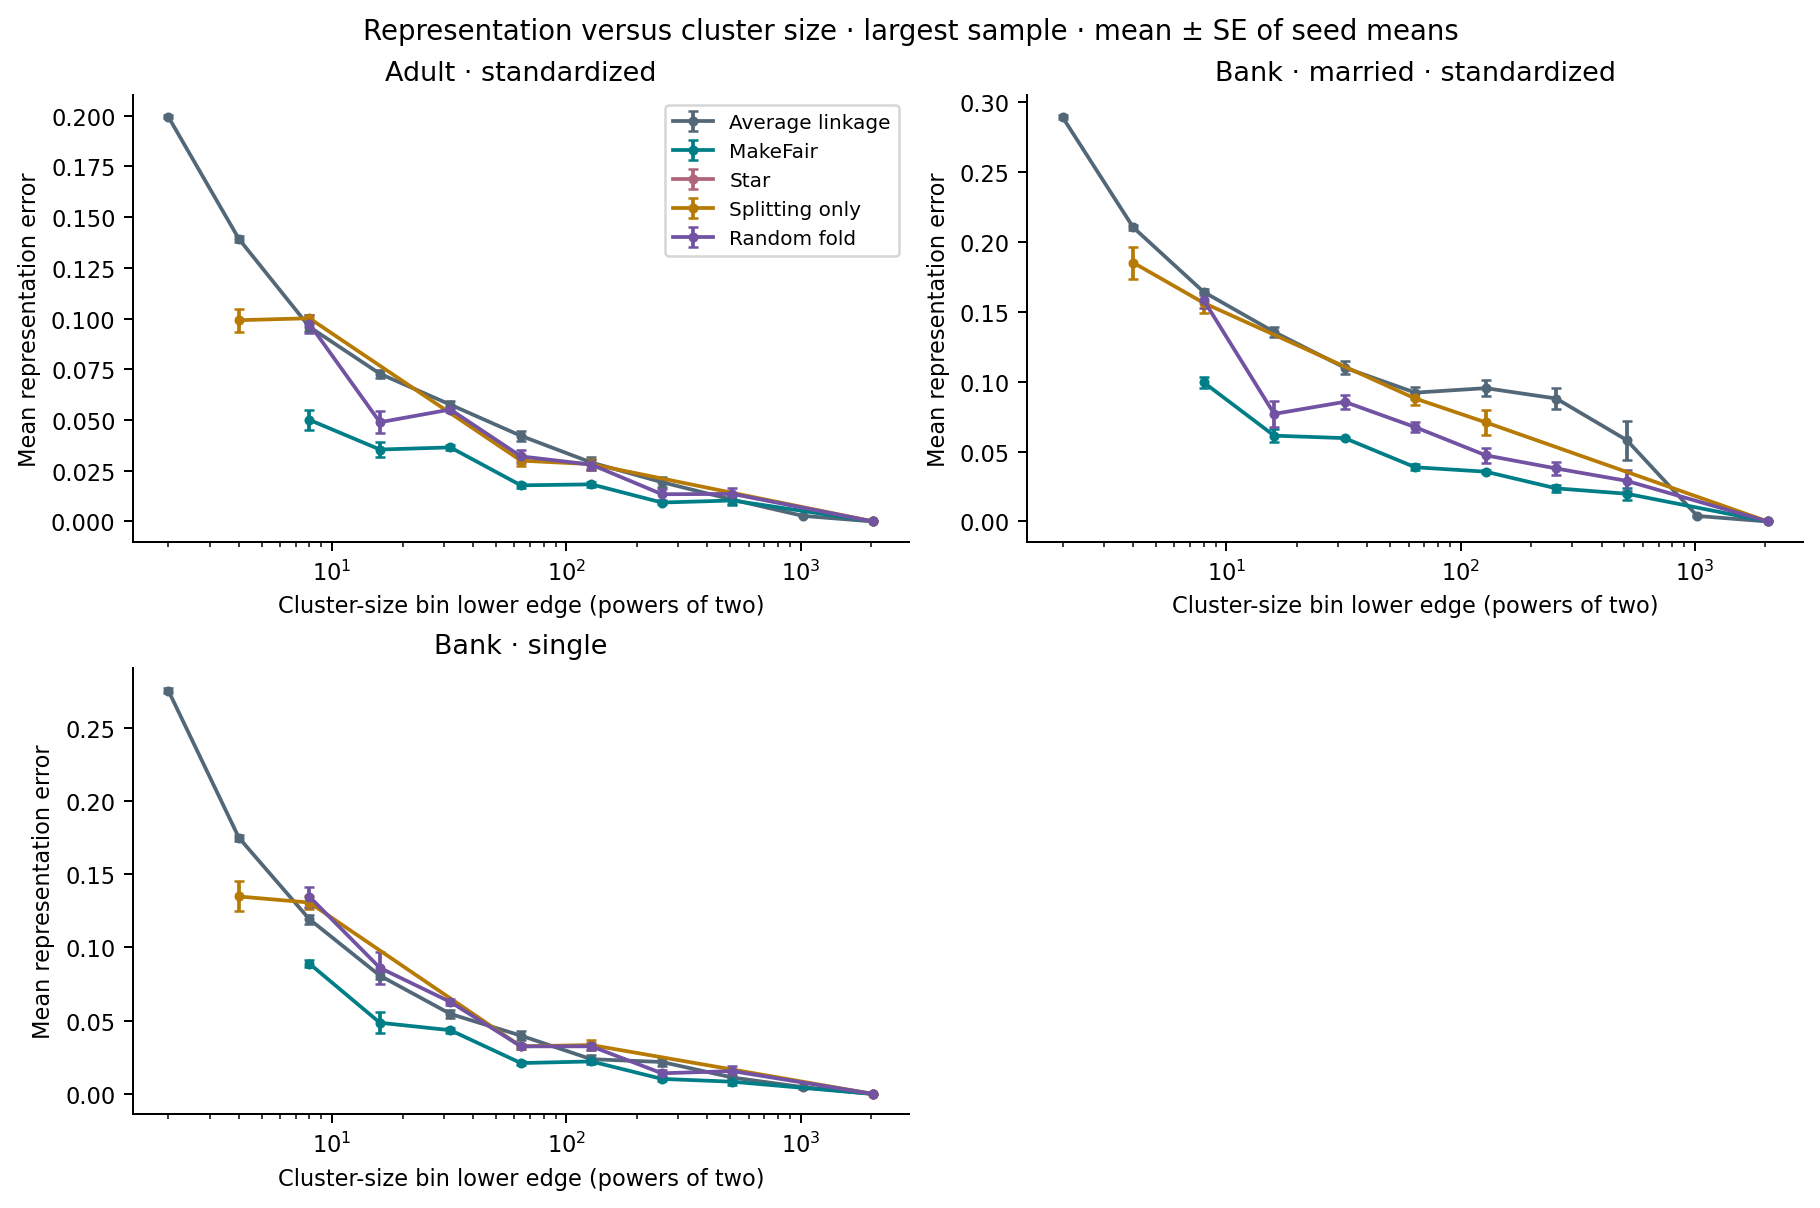 Representation versus cluster size · largest sample · mean ± SE of seed means
Adult · standardized
0.200
0.175
0.150
0.125
0.100
0.075
0.050
0.025
0.000
Mean representation error
10¹
10²
10³
Cluster-size bin lower edge (powers of two)
Average linkage
MakeFair
Star
Splitting only
Random fold
Bank · married · standardized
0.30
0.25
0.20
0.15
0.10
0.05
0.00
Mean representation error
10¹
10²
10³
Cluster-size bin lower edge (powers of two)
Bank · single
0.25
0.20
0.15
0.10
0.05
0.00
Mean representation error
10¹
10²
10³
Cluster-size bin lower edge (powers of two)